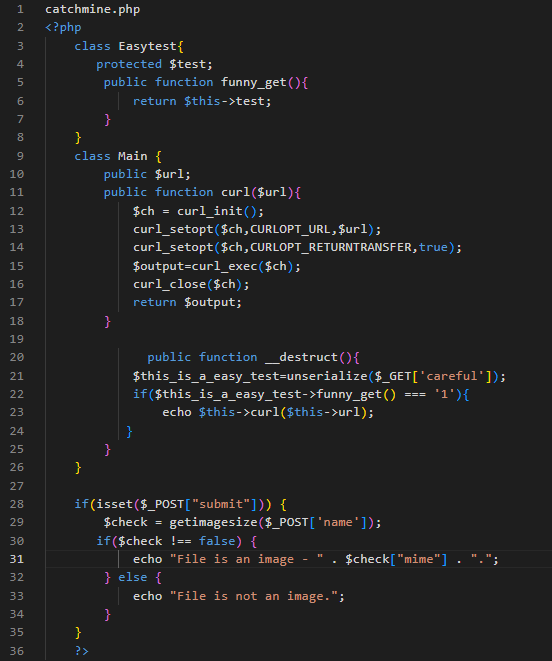 1 catchmine.php
2 <?php
3 class Easytest{
4 protected $test;
5 public function funny_get(){
6 return $this->test;
7 }
8 }
9 class Main {
10 public $url;
11 public function curl($url){
12 $ch = curl_init();
13 curl_setopt($ch,CURLOPT_URL,$url);
14 curl_setopt($ch,CURLOPT_RETURNTRANSFER,true);
15 $output=curl_exec($ch);
16 curl_close($ch);
17 return $output;
18 }
19
20 public function __destruct(){
21 $this_is_a_easy_test=unserialize($_GET['careful']);
22 if($this_is_a_easy_test->funny_get() === '1'){
23 echo $this->curl($this->url);
24 }
25 }
26 }
27
28 if(isset($_POST["submit"])) {
29 $check = getimagesize($_POST['name']);
30 if($check !== false) {
31 echo "File is an image - " . $check["mime"] . ".";
32 } else {
33 echo "File is not an image.";
34 }
35 }
36 ?>